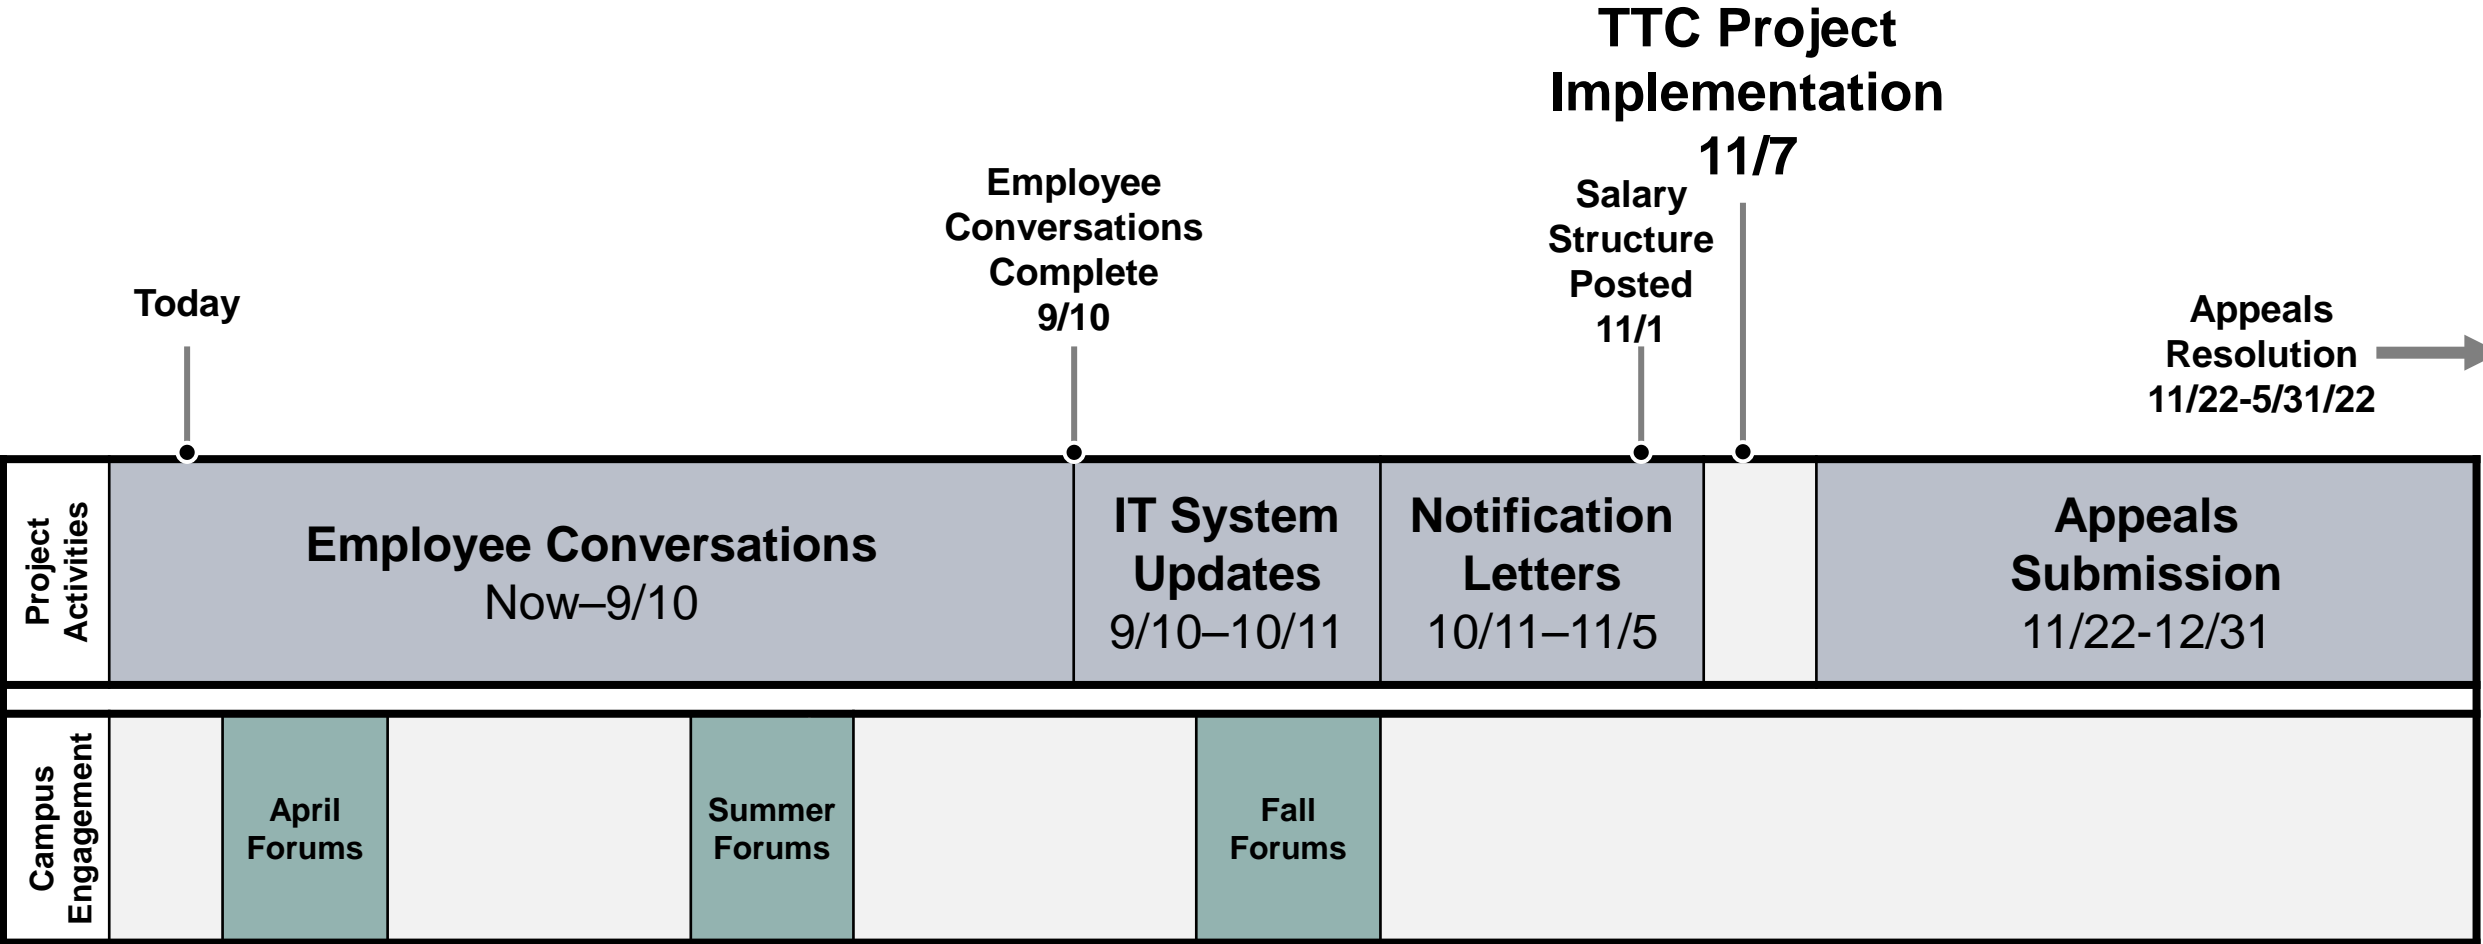 TTC Project
Implementation
11/7
Employee
Conversations
Complete
9/10
Salary
Structure
Posted
11/1
Today
Appeals
Resolution
11/22-5/31/22
Project
Activities
Employee Conversations
Now–9/10
IT System
Updates
9/10–10/11
Notification
Letters
10/11–11/5
Appeals
Submission
11/22-12/31
Campus
Engagement
April
Forums
Summer
Forums
Fall
Forums